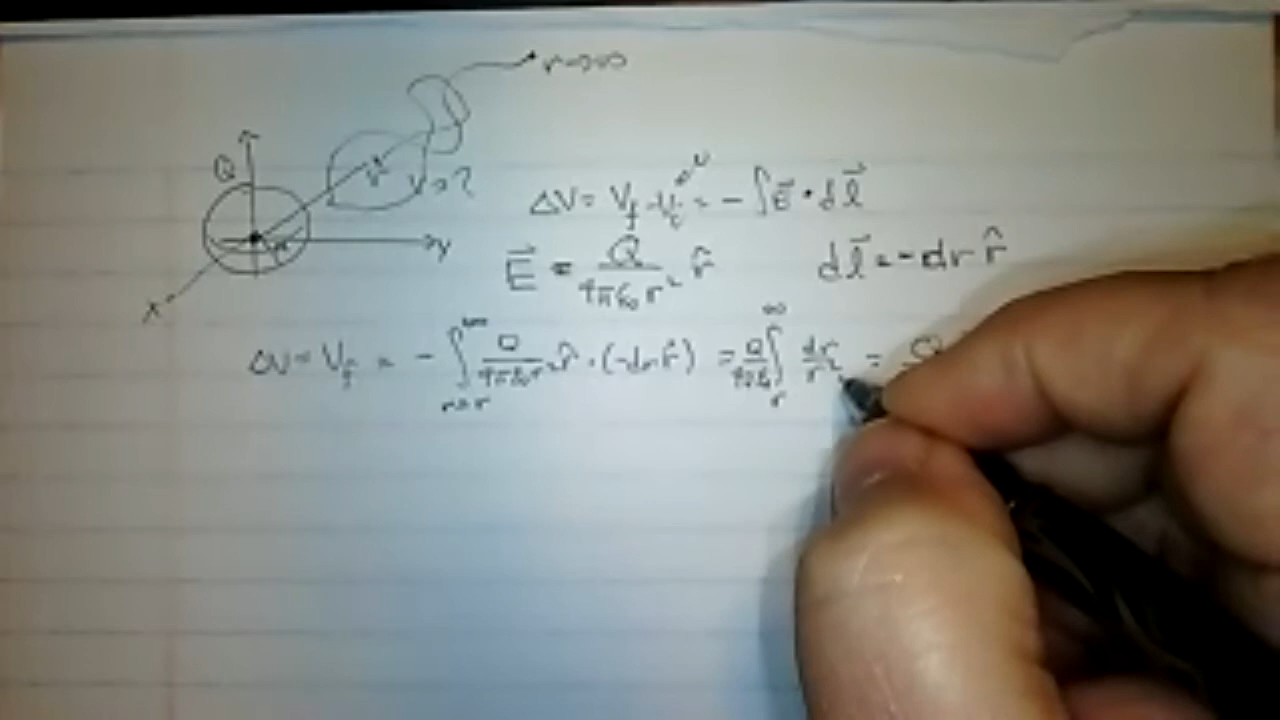 r→∞
Q
V=?
y
x
ΔV = V_f - V_i = -∫E⃗ · dl⃗
E⃗ = Q/(4πε₀r²) r̂
dl⃗ = -dr r̂
ΔV = V_f = -∫_{r=r}^{∞} Q/(4πε₀r²) r̂ · (-dr r̂) = Q/(4πε₀) ∫_r^∞ dr/r² = Q